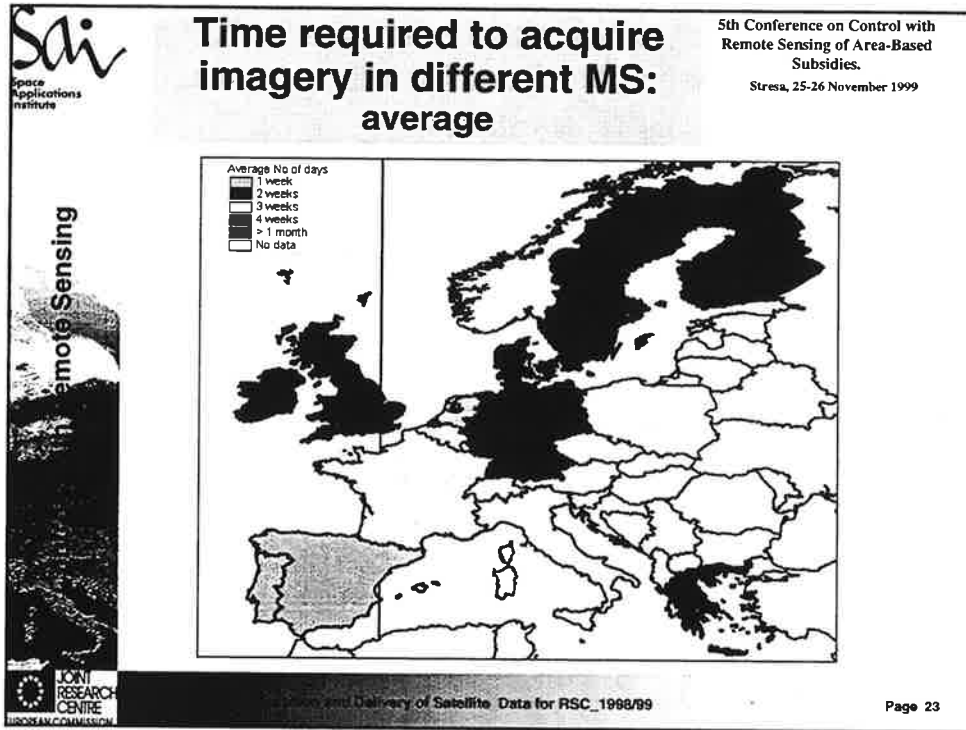 Sai
Space
Applications
Institute
Time required to acquire
imagery in different MS:
average
5th Conference on Control with
Remote Sensing of Area-Based
Subsidies.
Stresa, 25-26 November 1999
Average No of days
1 week
2 weeks
3 weeks
4 weeks
> 1 month
No data
Remote Sensing
JOINT
RESEARCH
CENTRE
EUROPEAN COMMISSION
and Delivery of Satellite Data for RSC_1998/99
Page 23